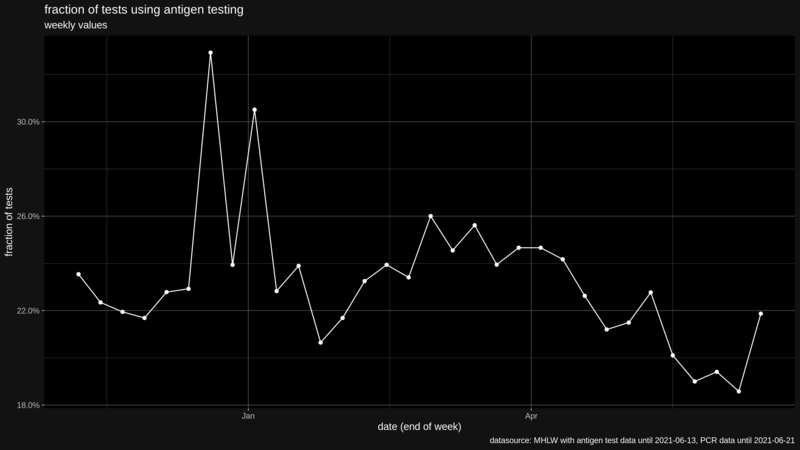 fraction of tests using antigen testing
weekly values
fraction of tests
30.0%
26.0%
22.0%
18.0%
Jan
Apr
date (end of week)
datasource: MHLW with antigen test data until 2021-06-13, PCR data until 2021-06-21